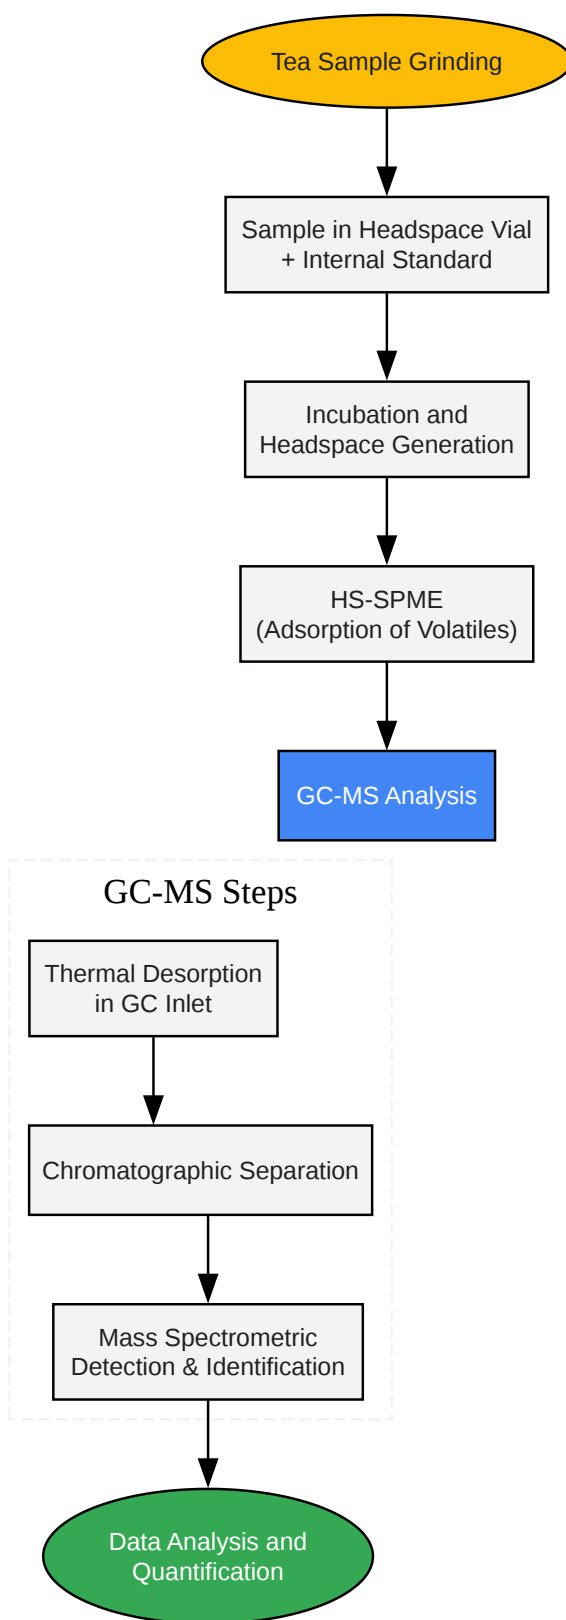 Tea Sample Grinding
Sample in Headspace Vial
+ Internal Standard
Incubation and
Headspace Generation
HS-SPME
(Adsorption of Volatiles)
GC-MS Analysis
GC-MS Steps
Thermal Desorption
in GC Inlet
Chromatographic Separation
Mass Spectrometric
Detection & Identification
Data Analysis and
Quantification